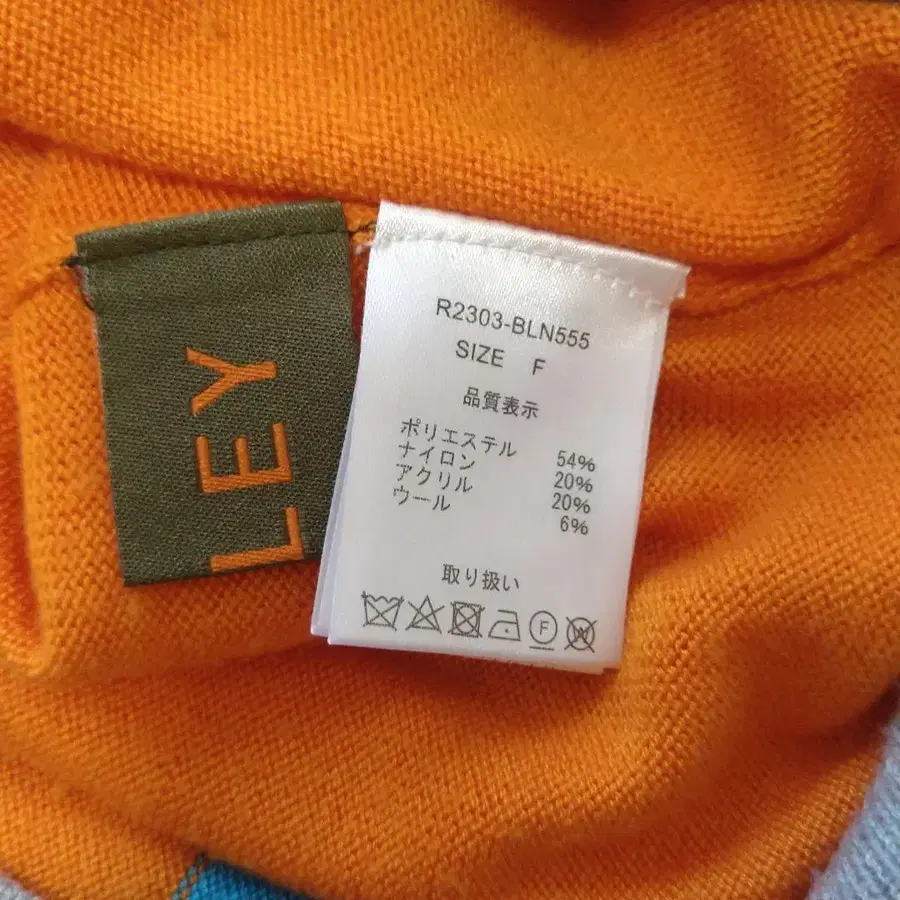 LEY
R2303-BLN555
SIZE F
品質表示
ポリエステル 54%
ナイロン 20%
アクリル 20%
ウール 6%
取り扱い
F
W